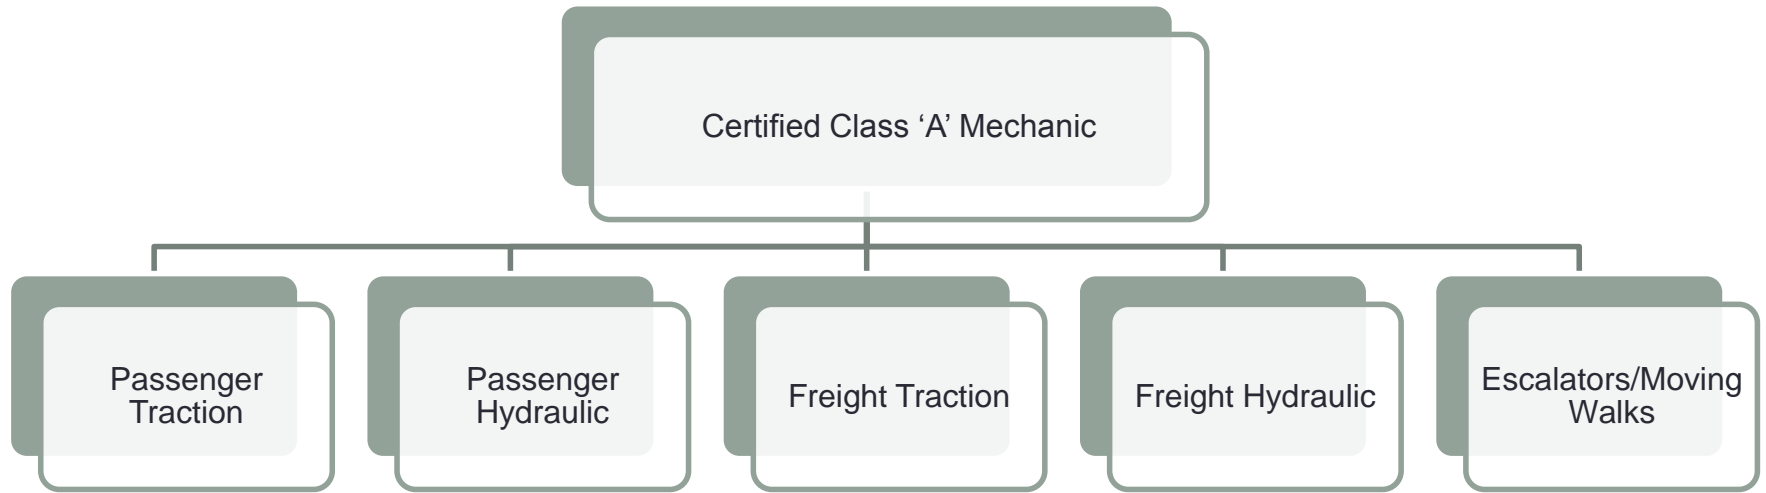 Certified Class ‘A’ Mechanic
Passenger
Traction
Passenger
Hydraulic
Freight Traction
Freight Hydraulic
Escalators/Moving
Walks